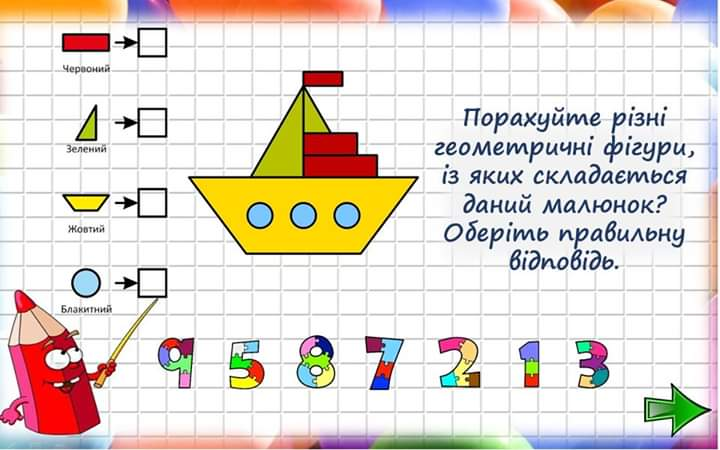 Червоний
Зелений
Жовтий
Блакитний
Порахуйте різні
геометричні фігури,
із яких складається
даний малюнок?
Оберіть правильну
відповідь.
9 5 8 7 2 1 3